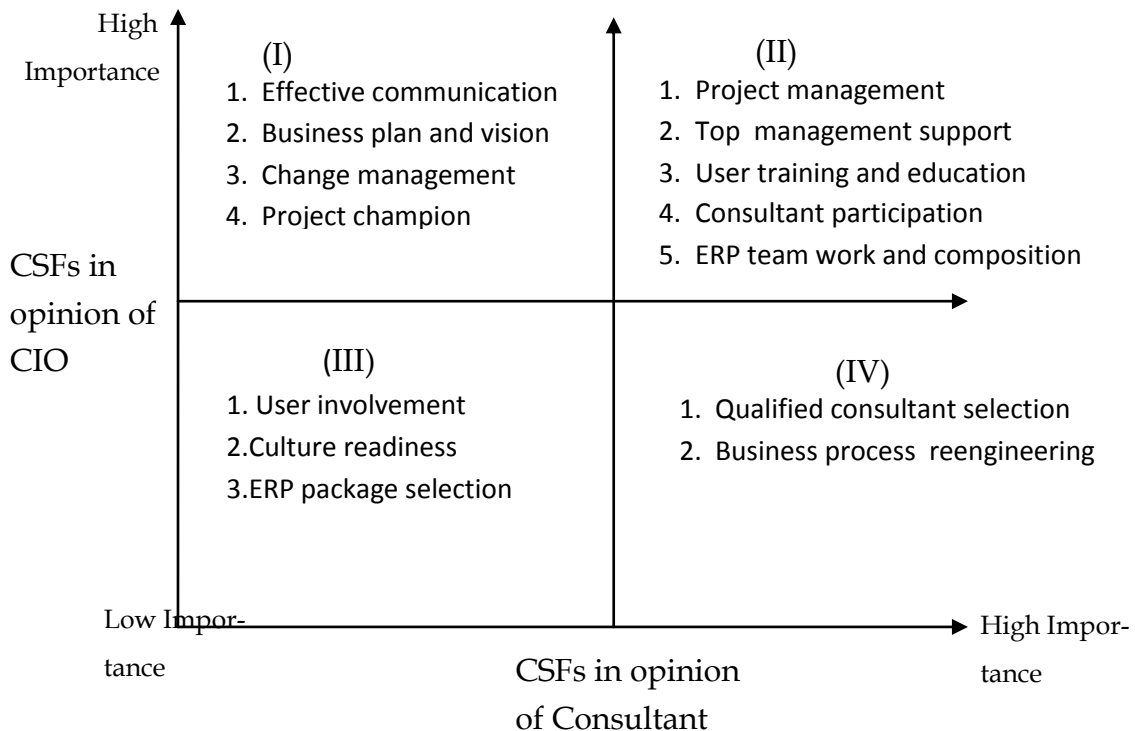 High
Importance
(I)
1. Effective communication
2. Business plan and vision
3. Change management
4. Project champion
(II)
1. Project management
2. Top management support
3. User training and education
4. Consultant participation
5. ERP team work and composition
CSFs in
opinion of
CIO
(III)
1. User involvement
2.Culture readiness
3.ERP package selection
(IV)
1. Qualified consultant selection
2. Business process reengineering
Low Impor-
tance
CSFs in opinion
of Consultant
High Impor-
tance